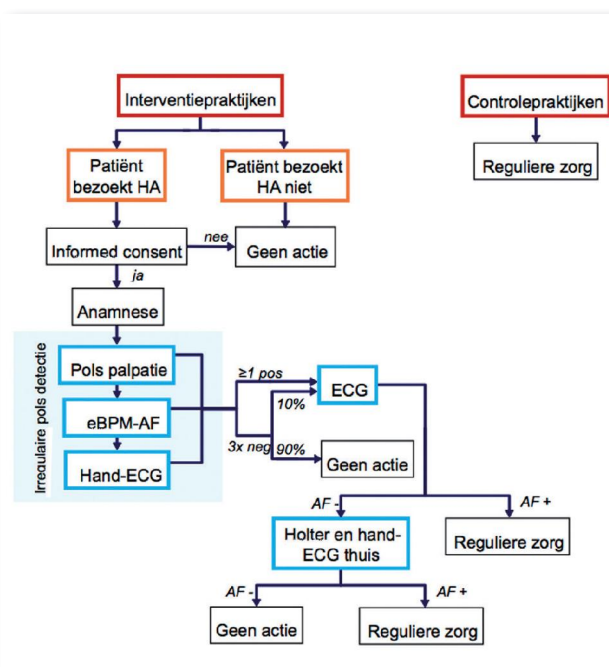 Interventiepraktijken
Controlepraktijken
Patiënt
bezoekt HA
Patiënt bezoekt
HA niet
Reguliere zorg
Informed consent
nee
Geen actie
ja
Anamnese
Irregulaire pols detectie
Pols palpatie
≥1 pos
ECG
10%
eBPM-AF
3x neg
90%
Geen actie
Hand-ECG
AF -
AF +
Holter en hand-
ECG thuis
Reguliere zorg
AF -
AF +
Geen actie
Reguliere zorg